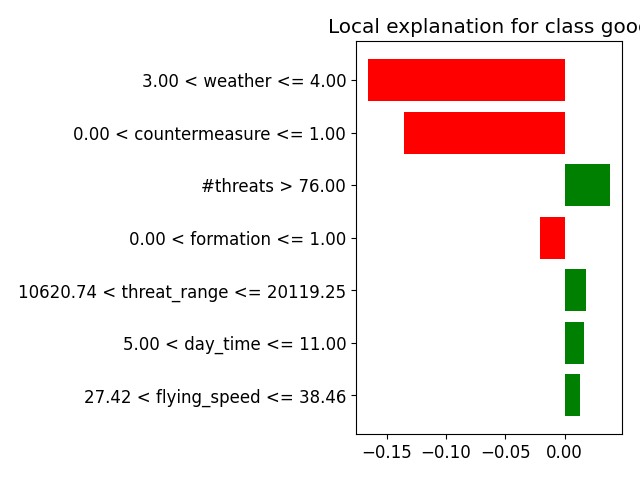 Local explanation for class goo
3.00 < weather <= 4.00
0.00 < countermeasure <= 1.00
#threats > 76.00
0.00 < formation <= 1.00
10620.74 < threat_range <= 20119.25
5.00 < day_time <= 11.00
27.42 < flying_speed <= 38.46
−0.15 −0.10 −0.05 0.00